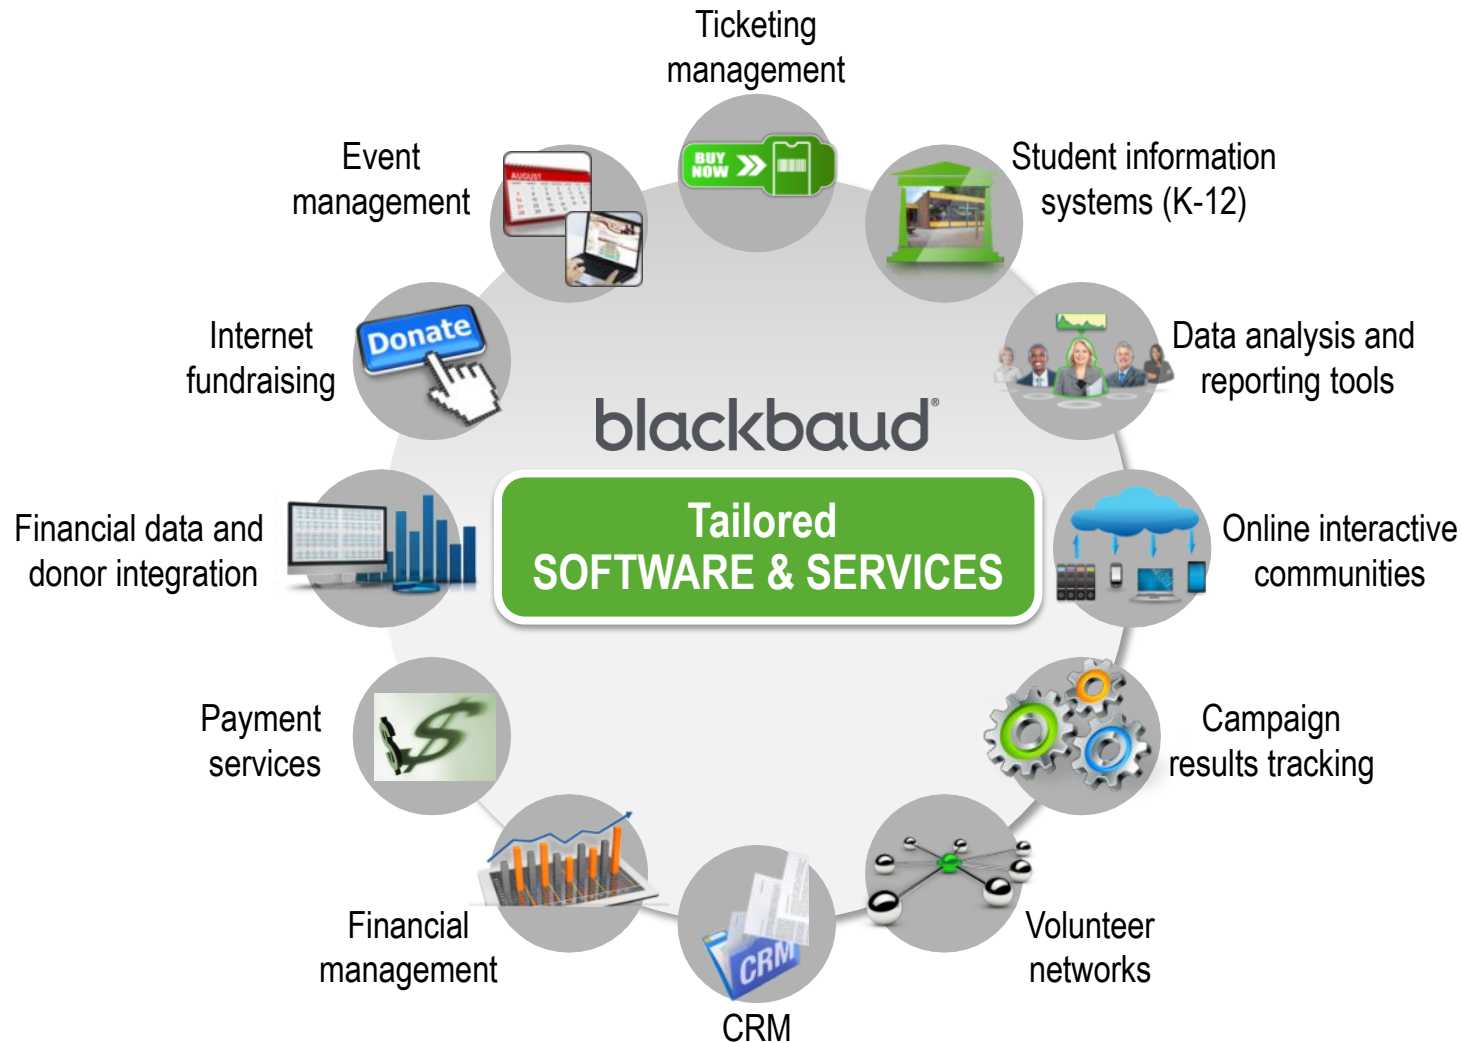 Ticketing
management
BUY
NOW
Event
management
AUGUST
Student information
systems (K-12)
Internet
fundraising
Donate
Data analysis and
reporting tools
blackbaud®
Financial data and
donor integration
Tailored
SOFTWARE & SERVICES
Online interactive
communities
Payment
services
$
$
Campaign
results tracking
Financial
management
CRM
Volunteer
networks
CRM